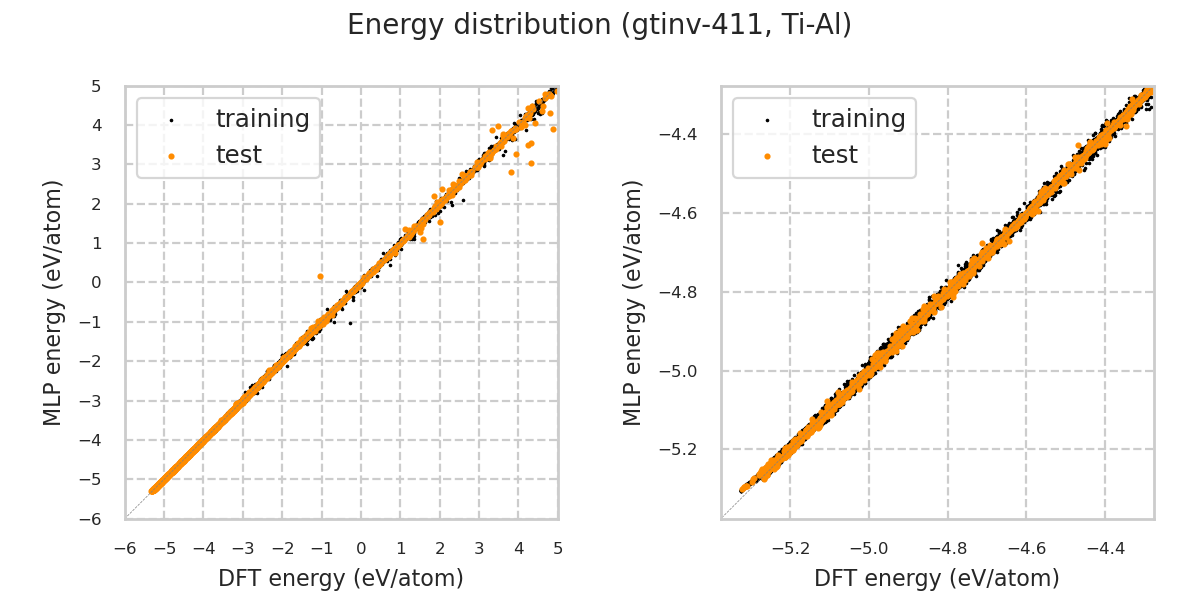 Energy distribution (gtinv-411, Ti-Al)
training
test
5
4
3
2
1
0
−1
−2
−3
−4
−5
−6
MLP energy (eV/atom)
−6 −5 −4 −3 −2 −1 0 1 2 3 4 5
DFT energy (eV/atom)
training
test
−4.4
−4.6
−4.8
−5.0
−5.2
MLP energy (eV/atom)
−5.2 −5.0 −4.8 −4.6 −4.4
DFT energy (eV/atom)